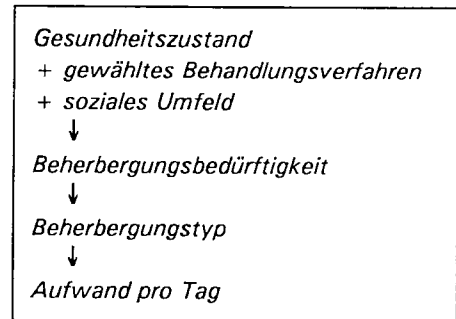 Gesundheitszustand
+ gewähltes Behandlungsverfahren
+ soziales Umfeld
↓
Beherbergungsbedürftigkeit
↓
Beherbergungstyp
↓
Aufwand pro Tag